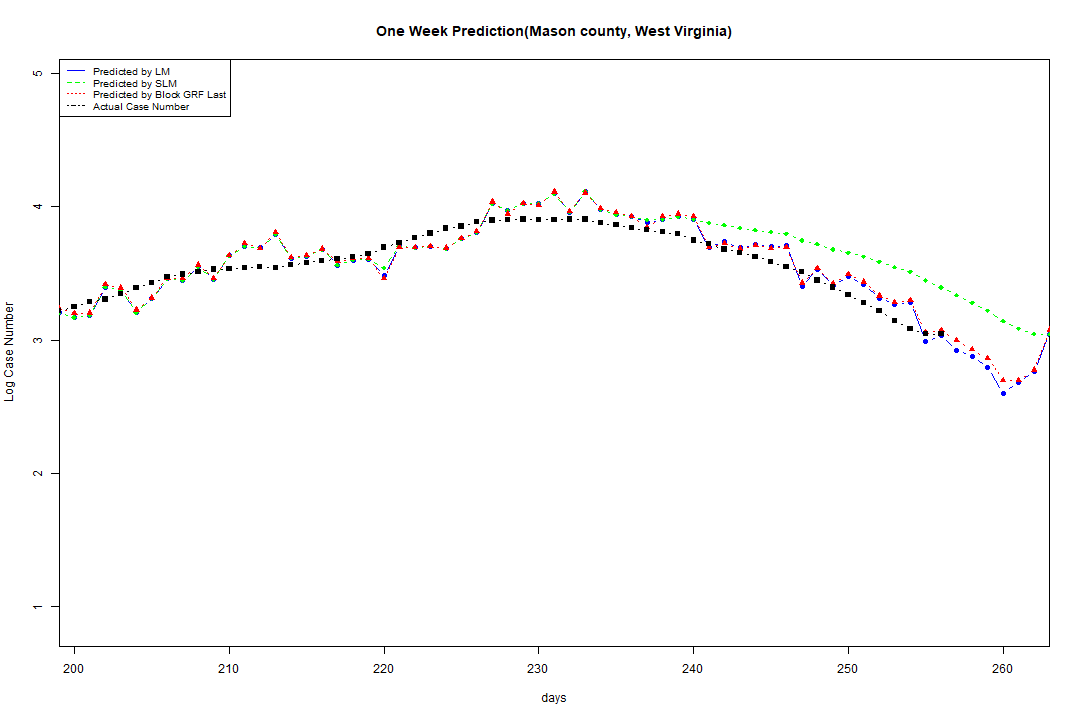 One Week Prediction(Mason county, West Virginia)
Predicted by LM
Predicted by SLM
Predicted by Block GRF Last
Actual Case Number
5
4
3
2
1
Log Case Number
200 210 220 230 240 250 260
days